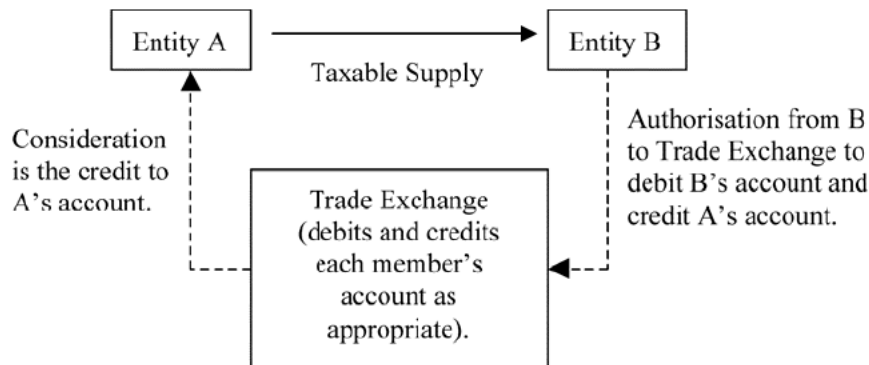 Entity A
Entity B
Taxable Supply
Consideration
is the credit to
A's account.
Authorisation from B
to Trade Exchange to
debit B's account and
credit A's account.
Trade Exchange
(debits and credits
each member's
account as
appropriate).